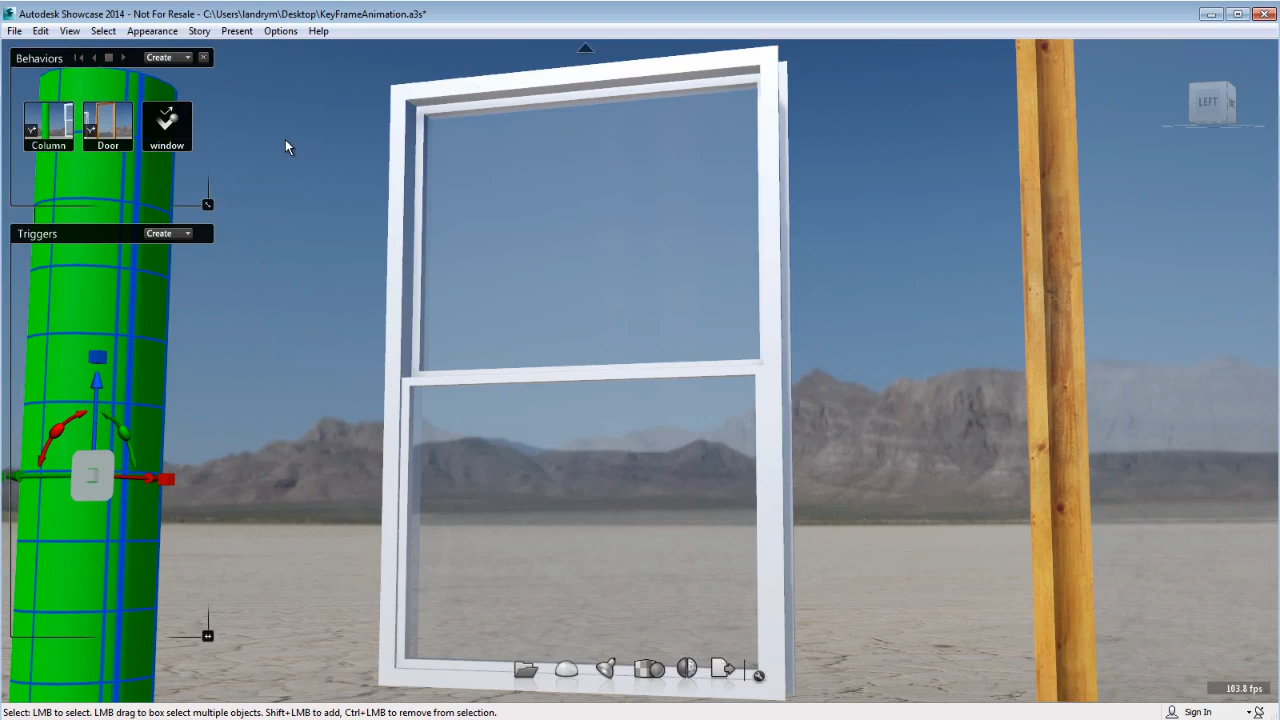 Autodesk Showcase 2014 - Not For Resale - C:\Users\landrym\Desktop\KeyFrameAnimation.a3s*
File Edit View Select Appearance Story Present Options Help
Behaviors Create
LEFT
Column Door window
Triggers Create
103.8 fps
Select: LMB to select. LMB drag to box select multiple objects. Shift+LMB to add, Ctrl+LMB to remove from selection. Sign In